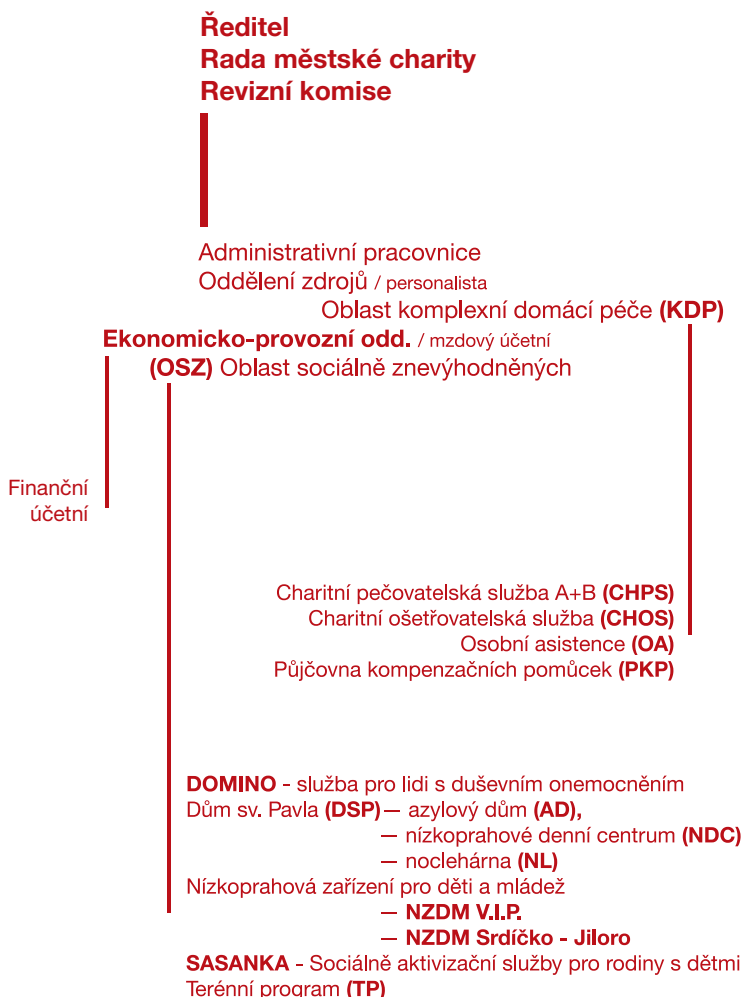 Ředitel
Rada městské charity
Revizní komise
Administrativní pracovnice
Oddělení zdrojů / personalista
Oblast komplexní domácí péče (KDP)
Ekonomicko-provozní odd. / mzdový účetní
(OSZ) Oblast sociálně znevýhodněných
Finanční
účetní
Charitní pečovatelská služba A+B (CHPS)
Charitní ošetřovatelská služba (CHOS)
Osobní asistence (OA)
Půjčovna kompenzačních pomůcek (PKP)
DOMINO - služba pro lidi s duševním onemocněním
Dům sv. Pavla (DSP) — azylový dům (AD),
— nízkoprahové denní centrum (NDC)
— noclehárna (NL)
Nízkoprahová zařízení pro děti a mládež
— NZDM V.I.P.
— NZDM Srdíčko - Jiloro
SASANKA - Sociálně aktivizační služby pro rodiny s dětmi
Terénní program (TP)